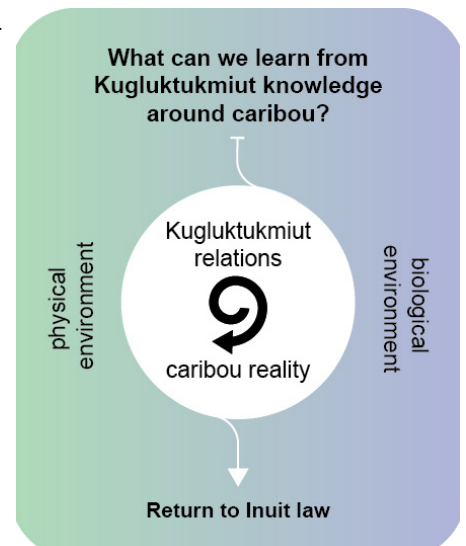 What can we learn from
Kugluktukmiut knowledge
around caribou?
Kugluktukmiut
relations
physical
environment
biological
environment
caribou reality
Return to Inuit law